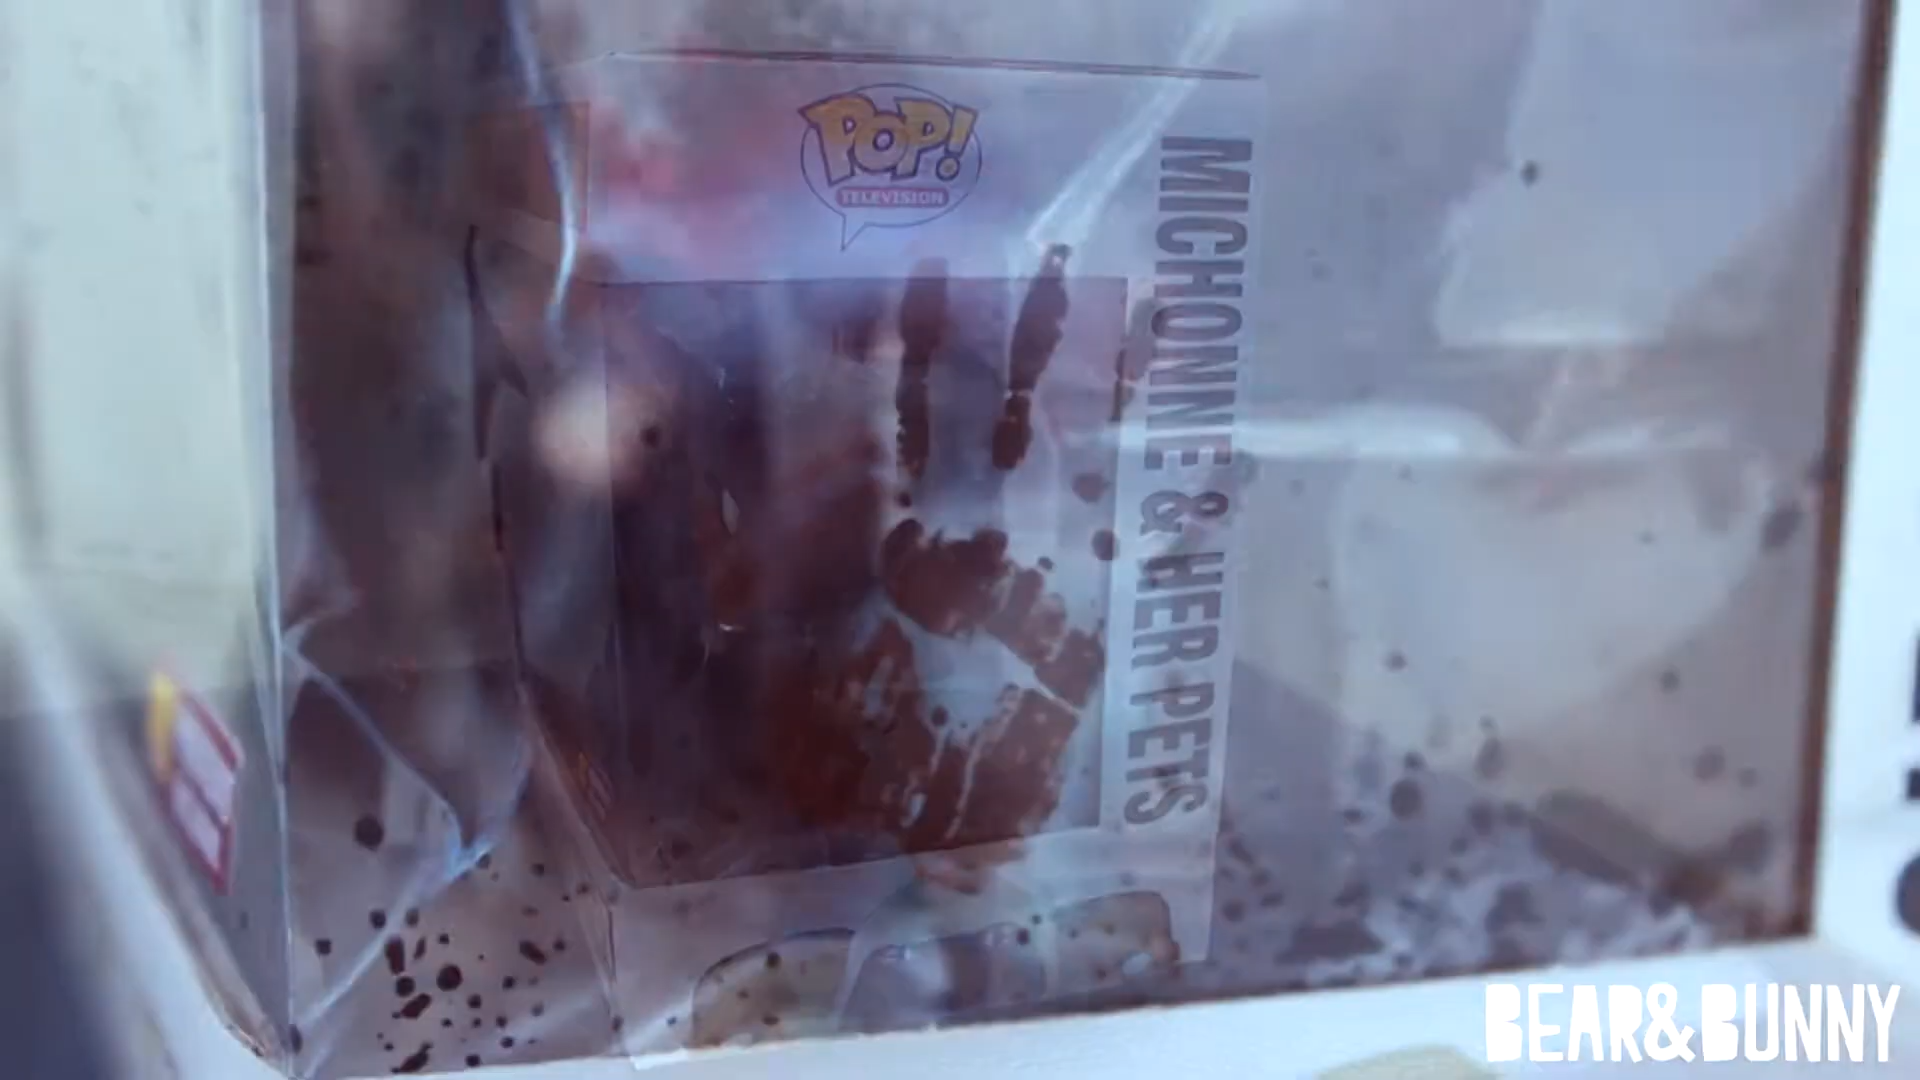 POP!
TELEVISION
MICHONNE & HER PETS
BEAR&BUNNY